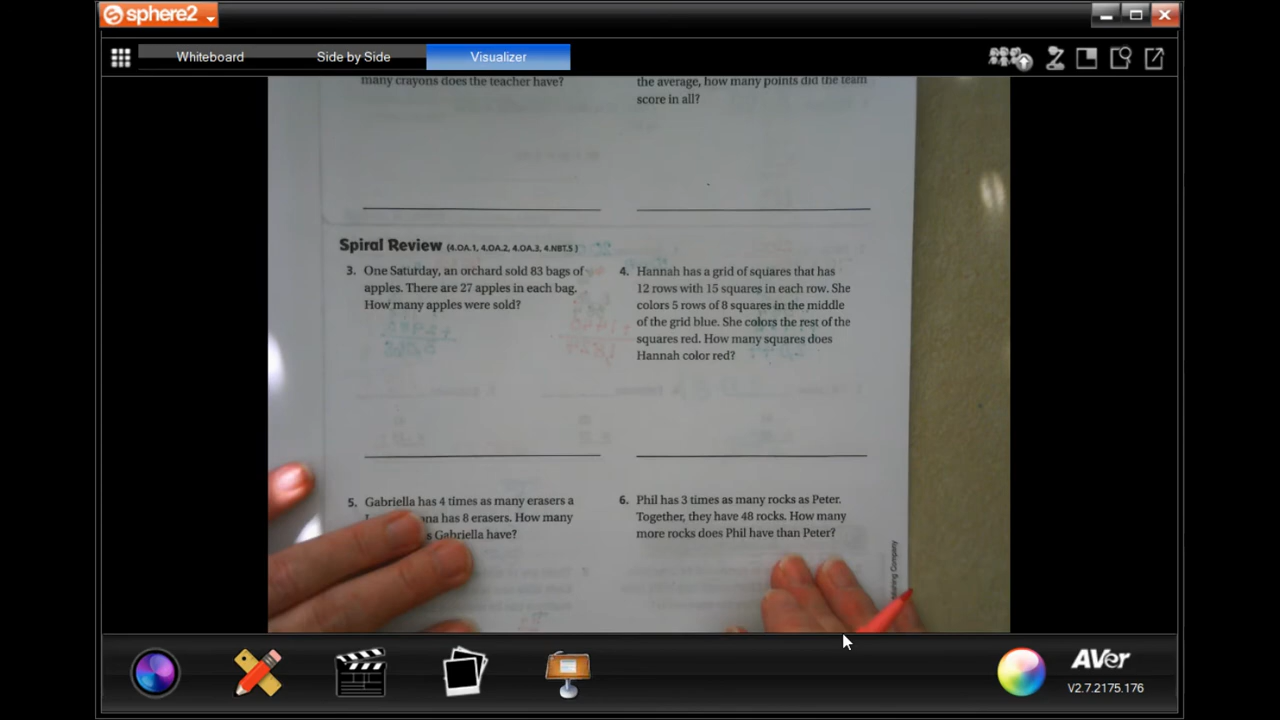 sphere2
Whiteboard
Side by Side
Visualizer
many crayons does the teacher have?
the average, how many points did the team
score in all?
Spiral Review (4.OA.1, 4.OA.2, 4.OA.3, 4.NBT.5)
3. One Saturday, an orchard sold 83 bags of
apples. There are 27 apples in each bag.
How many apples were sold?
4. Hannah has a grid of squares that has
12 rows with 15 squares in each row. She
colors 5 rows of 8 squares in the middle
of the grid blue. She colors the rest of the
squares red. How many squares does
Hannah color red?
5. Gabriella has 4 times as many erasers a
has 8 erasers. How many
Gabriella have?
6. Phil has 3 times as many rocks as Peter.
Together, they have 48 rocks. How many
more rocks does Phil have than Peter?
Company
AVer
V2.7.2175.176